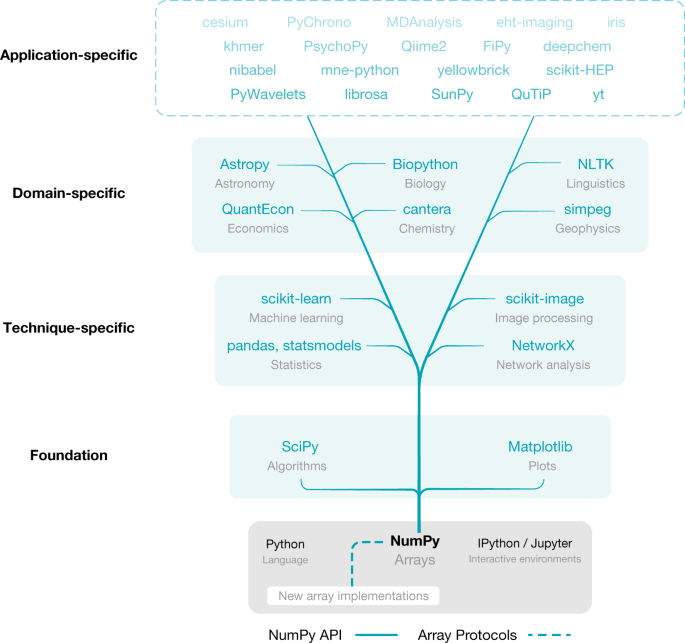 cesium PyChrono MDAnalysis eht-imaging iris
Application-specific
khmer PsychoPy Qiime2 FiPy deepchem
nibabel mne-python yellowbrick scikit-HEP
PyWavelets librosa SunPy QuTiP yt
Domain-specific
Astropy Biopython NLTK
Astronomy Biology Linguistics
QuantEcon cantera simpeg
Economics Chemistry Geophysics
Technique-specific
scikit-learn scikit-image
Machine learning Image processing
pandas, statsmodels NetworkX
Statistics Network analysis
Foundation
SciPy Matplotlib
Algorithms Plots
Python NumPy IPython / Jupyter
Language Arrays Interactive environments
New array implementations
NumPy API Array Protocols